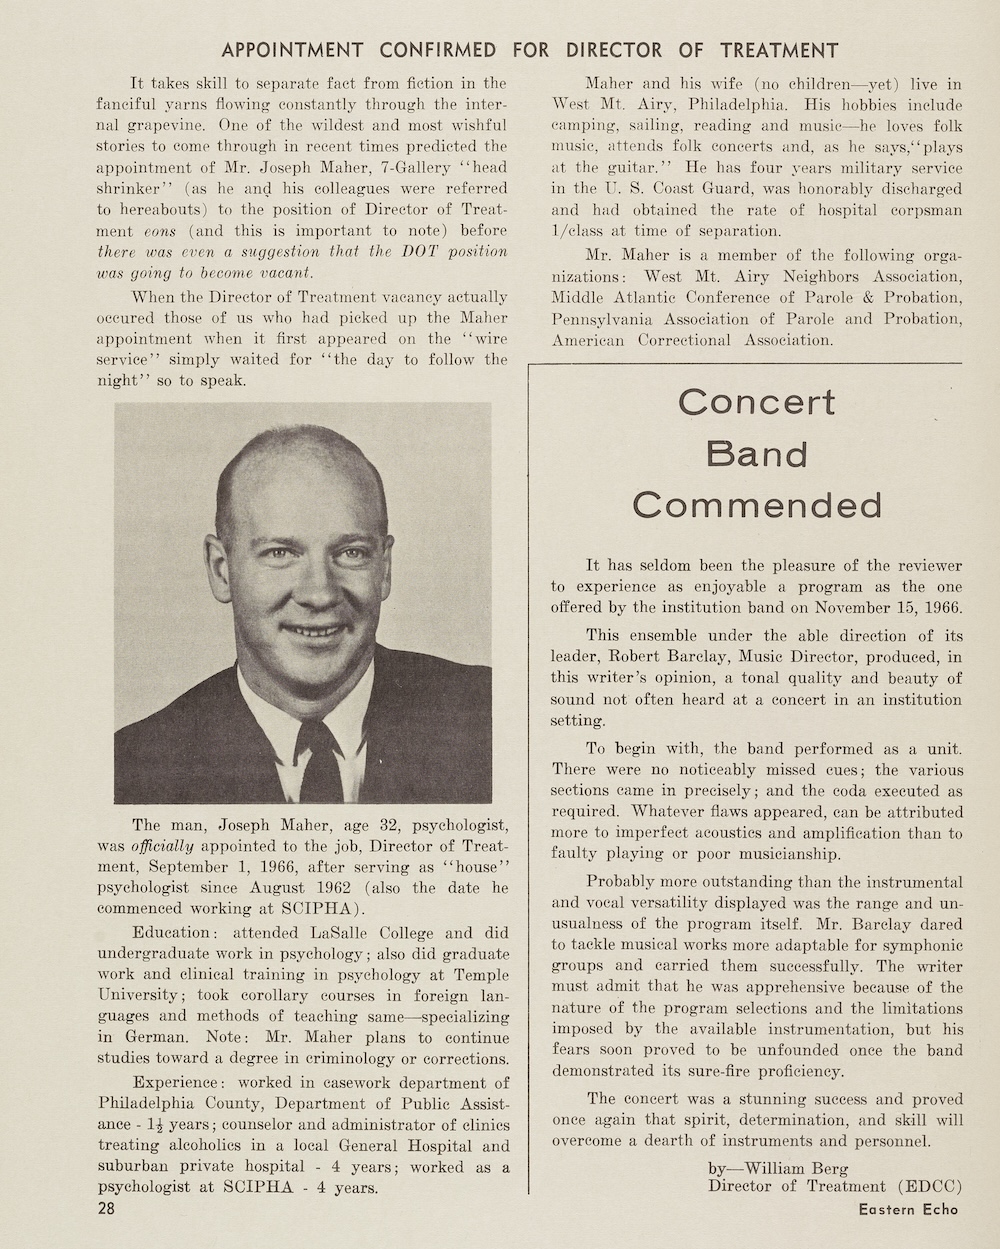 APPOINTMENT CONFIRMED FOR DIRECTOR OF TREATMENT
It takes skill to separate fact from fiction in the
fanciful yarns flowing constantly through the inter-
nal grapevine. One of the wildest and most wishful
stories to come through in recent times predicted the
appointment of Mr. Joseph Maher, 7-Gallery "head
shrinker" (as he and his colleagues were referred
to hereabouts) to the position of Director of Treat-
ment eons (and this is important to note) before
there was even a suggestion that the DOT position
was going to become vacant.
When the Director of Treatment vacancy actually
occured those of us who had picked up the Maher
appointment when it first appeared on the "wire
service" simply waited for "the day to follow the
night" so to speak.
The man, Joseph Maher, age 32, psychologist,
was officially appointed to the job, Director of Treat-
ment, September 1, 1966, after serving as "house"
psychologist since August 1962 (also the date he
commenced working at SCIPHA).
Education: attended LaSalle College and did
undergraduate work in psychology; also did graduate
work and clinical training in psychology at Temple
University; took corollary courses in foreign lan-
guages and methods of teaching same—specializing
in German. Note: Mr. Maher plans to continue
studies toward a degree in criminology or corrections.
Experience: worked in casework department of
Philadelphia County, Department of Public Assist-
ance - 1½ years; counselor and administrator of clinics
treating alcoholics in a local General Hospital and
suburban private hospital - 4 years; worked as a
psychologist at SCIPHA - 4 years.
Maher and his wife (no children—yet) live in
West Mt. Airy, Philadelphia. His hobbies include
camping, sailing, reading and music—he loves folk
music, attends folk concerts and, as he says,"plays
at the guitar." He has four years military service
in the U. S. Coast Guard, was honorably discharged
and had obtained the rate of hospital corpsman
1/class at time of separation.
Mr. Maher is a member of the following orga-
nizations: West Mt. Airy Neighbors Association,
Middle Atlantic Conference of Parole & Probation,
Pennsylvania Association of Parole and Probation,
American Correctional Association.
Concert
Band
Commended
It has seldom been the pleasure of the reviewer
to experience as enjoyable a program as the one
offered by the institution band on November 15, 1966.
This ensemble under the able direction of its
leader, Robert Barclay, Music Director, produced, in
this writer's opinion, a tonal quality and beauty of
sound not often heard at a concert in an institution
setting.
To begin with, the band performed as a unit.
There were no noticeably missed cues; the various
sections came in precisely; and the coda executed as
required. Whatever flaws appeared, can be attributed
more to imperfect acoustics and amplification than to
faulty playing or poor musicianship.
Probably more outstanding than the instrumental
and vocal versatility displayed was the range and un-
usualness of the program itself. Mr. Barclay dared
to tackle musical works more adaptable for symphonic
groups and carried them successfully. The writer
must admit that he was apprehensive because of the
nature of the program selections and the limitations
imposed by the available instrumentation, but his
fears soon proved to be unfounded once the band
demonstrated its sure-fire proficiency.
The concert was a stunning success and proved
once again that spirit, determination, and skill will
overcome a dearth of instruments and personnel.
by—William Berg
Director of Treatment (EDCC)
28
Eastern Echo